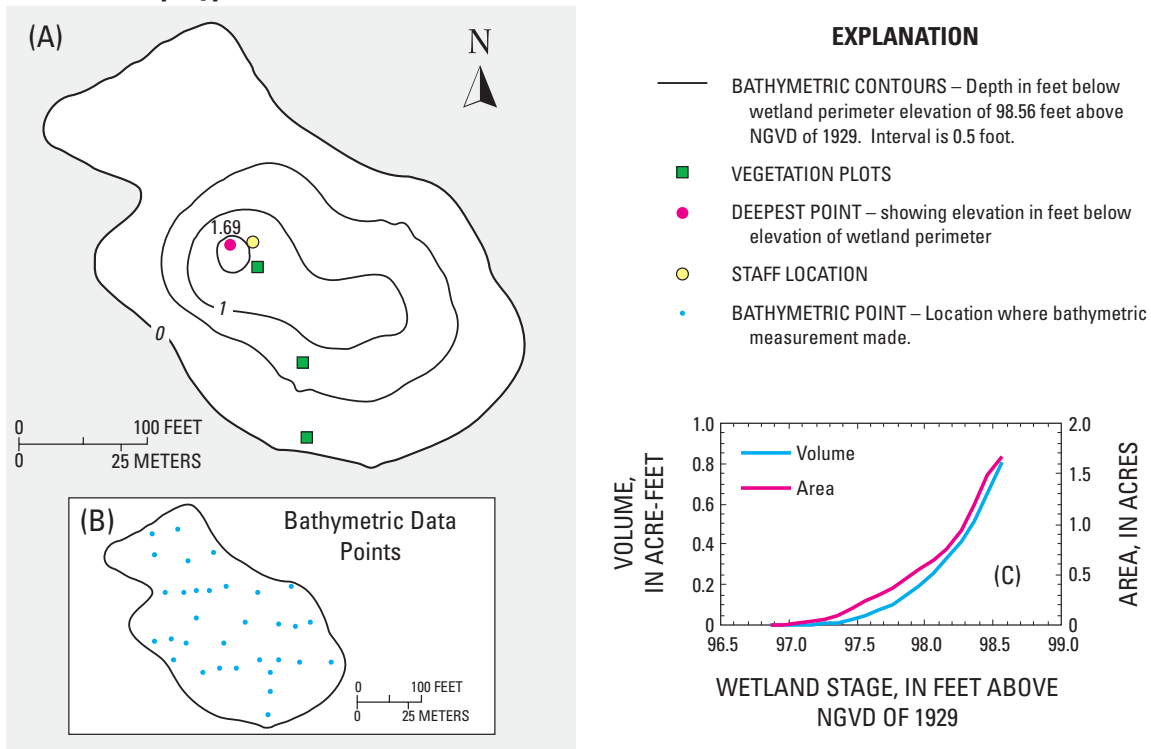 (A)
N
1.69
1
0
0 100 FEET
0 25 METERS
(B)
Bathymetric Data
Points
0 100 FEET
0 25 METERS
EXPLANATION
BATHYMETRIC CONTOURS – Depth in feet below
wetland perimeter elevation of 98.56 feet above
NGVD of 1929. Interval is 0.5 foot.
VEGETATION PLOTS
DEEPEST POINT – showing elevation in feet below
elevation of wetland perimeter
STAFF LOCATION
BATHYMETRIC POINT – Location where bathymetric
measurement made.
VOLUME,
IN ACRE-FEET
1.0
0.8
0.6
0.4
0.2
0
Volume
Area
(C)
2.0
1.5
1.0
0.5
0
AREA, IN ACRES
96.5 97.0 97.5 98.0 98.5 99.0
WETLAND STAGE, IN FEET ABOVE
NGVD OF 1929